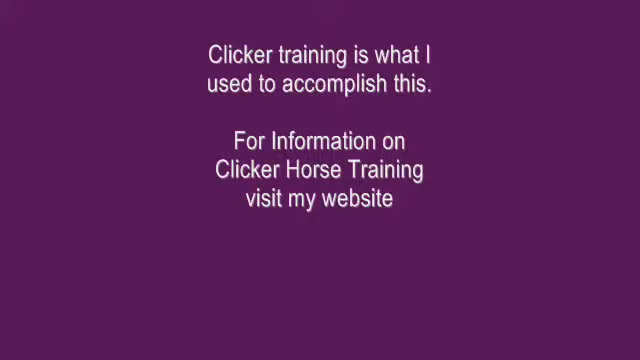 Clicker training is what I
used to accomplish this.
For Information on
Clicker Horse Training
visit my website